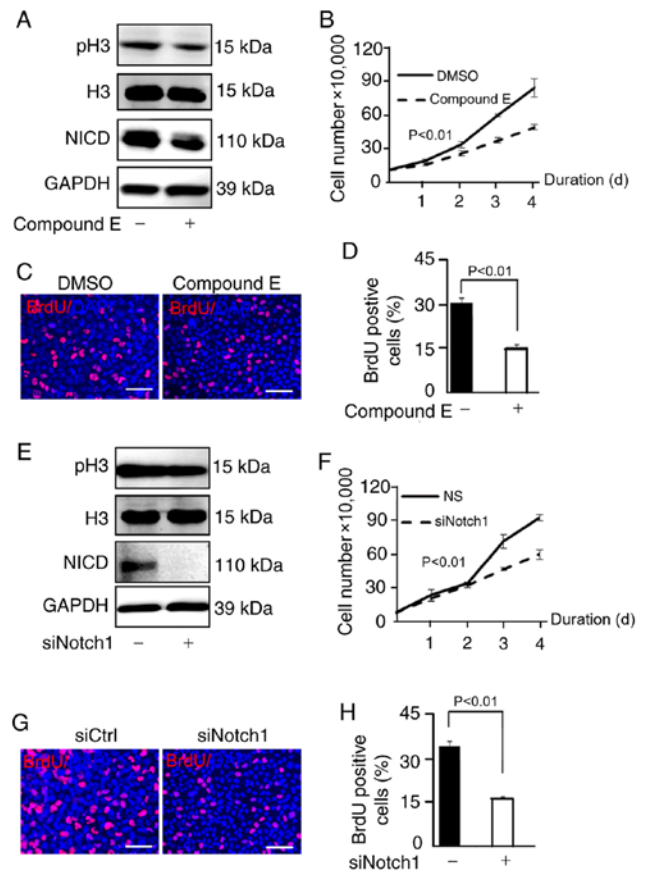 A
pH3 15 kDa
H3 15 kDa
NICD 110 kDa
GAPDH 39 kDa
Compound E − +
B
Cell number ×10,000
120
90
60
30
0
DMSO
Compound E
P<0.01
1 2 3 4
Duration (d)
C
DMSO Compound E
BrdU/ BrdU/
D
BrdU postive
cells (%)
45
30
15
0
P<0.01
Compound E − +
E
pH3 15 kDa
H3 15 kDa
NICD 110 kDa
GAPDH 39 kDa
siNotch1 − +
F
Cell number ×10,000
120
90
60
30
0
NS
siNotch1
P<0.01
1 2 3 4
Duration (d)
G
siCtrl siNotch1
BrdU/ BrdU/
H
BrdU positive
cells (%)
45
30
15
0
P<0.01
siNotch1 − +